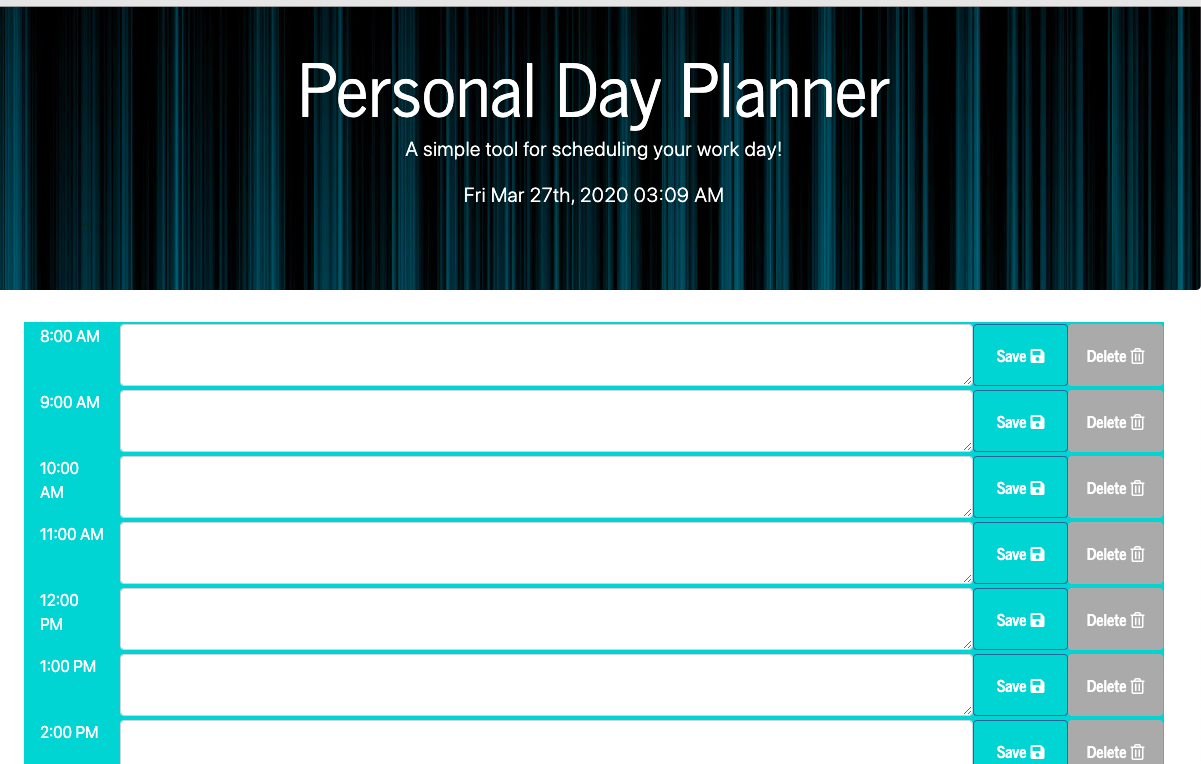 Personal Day Planner
A simple tool for scheduling your work day!
Fri Mar 27th, 2020 03:09 AM
8:00 AM Save Delete
9:00 AM Save Delete
10:00
AM Save Delete
11:00 AM Save Delete
12:00
PM Save Delete
1:00 PM Save Delete
2:00 PM Save Delete